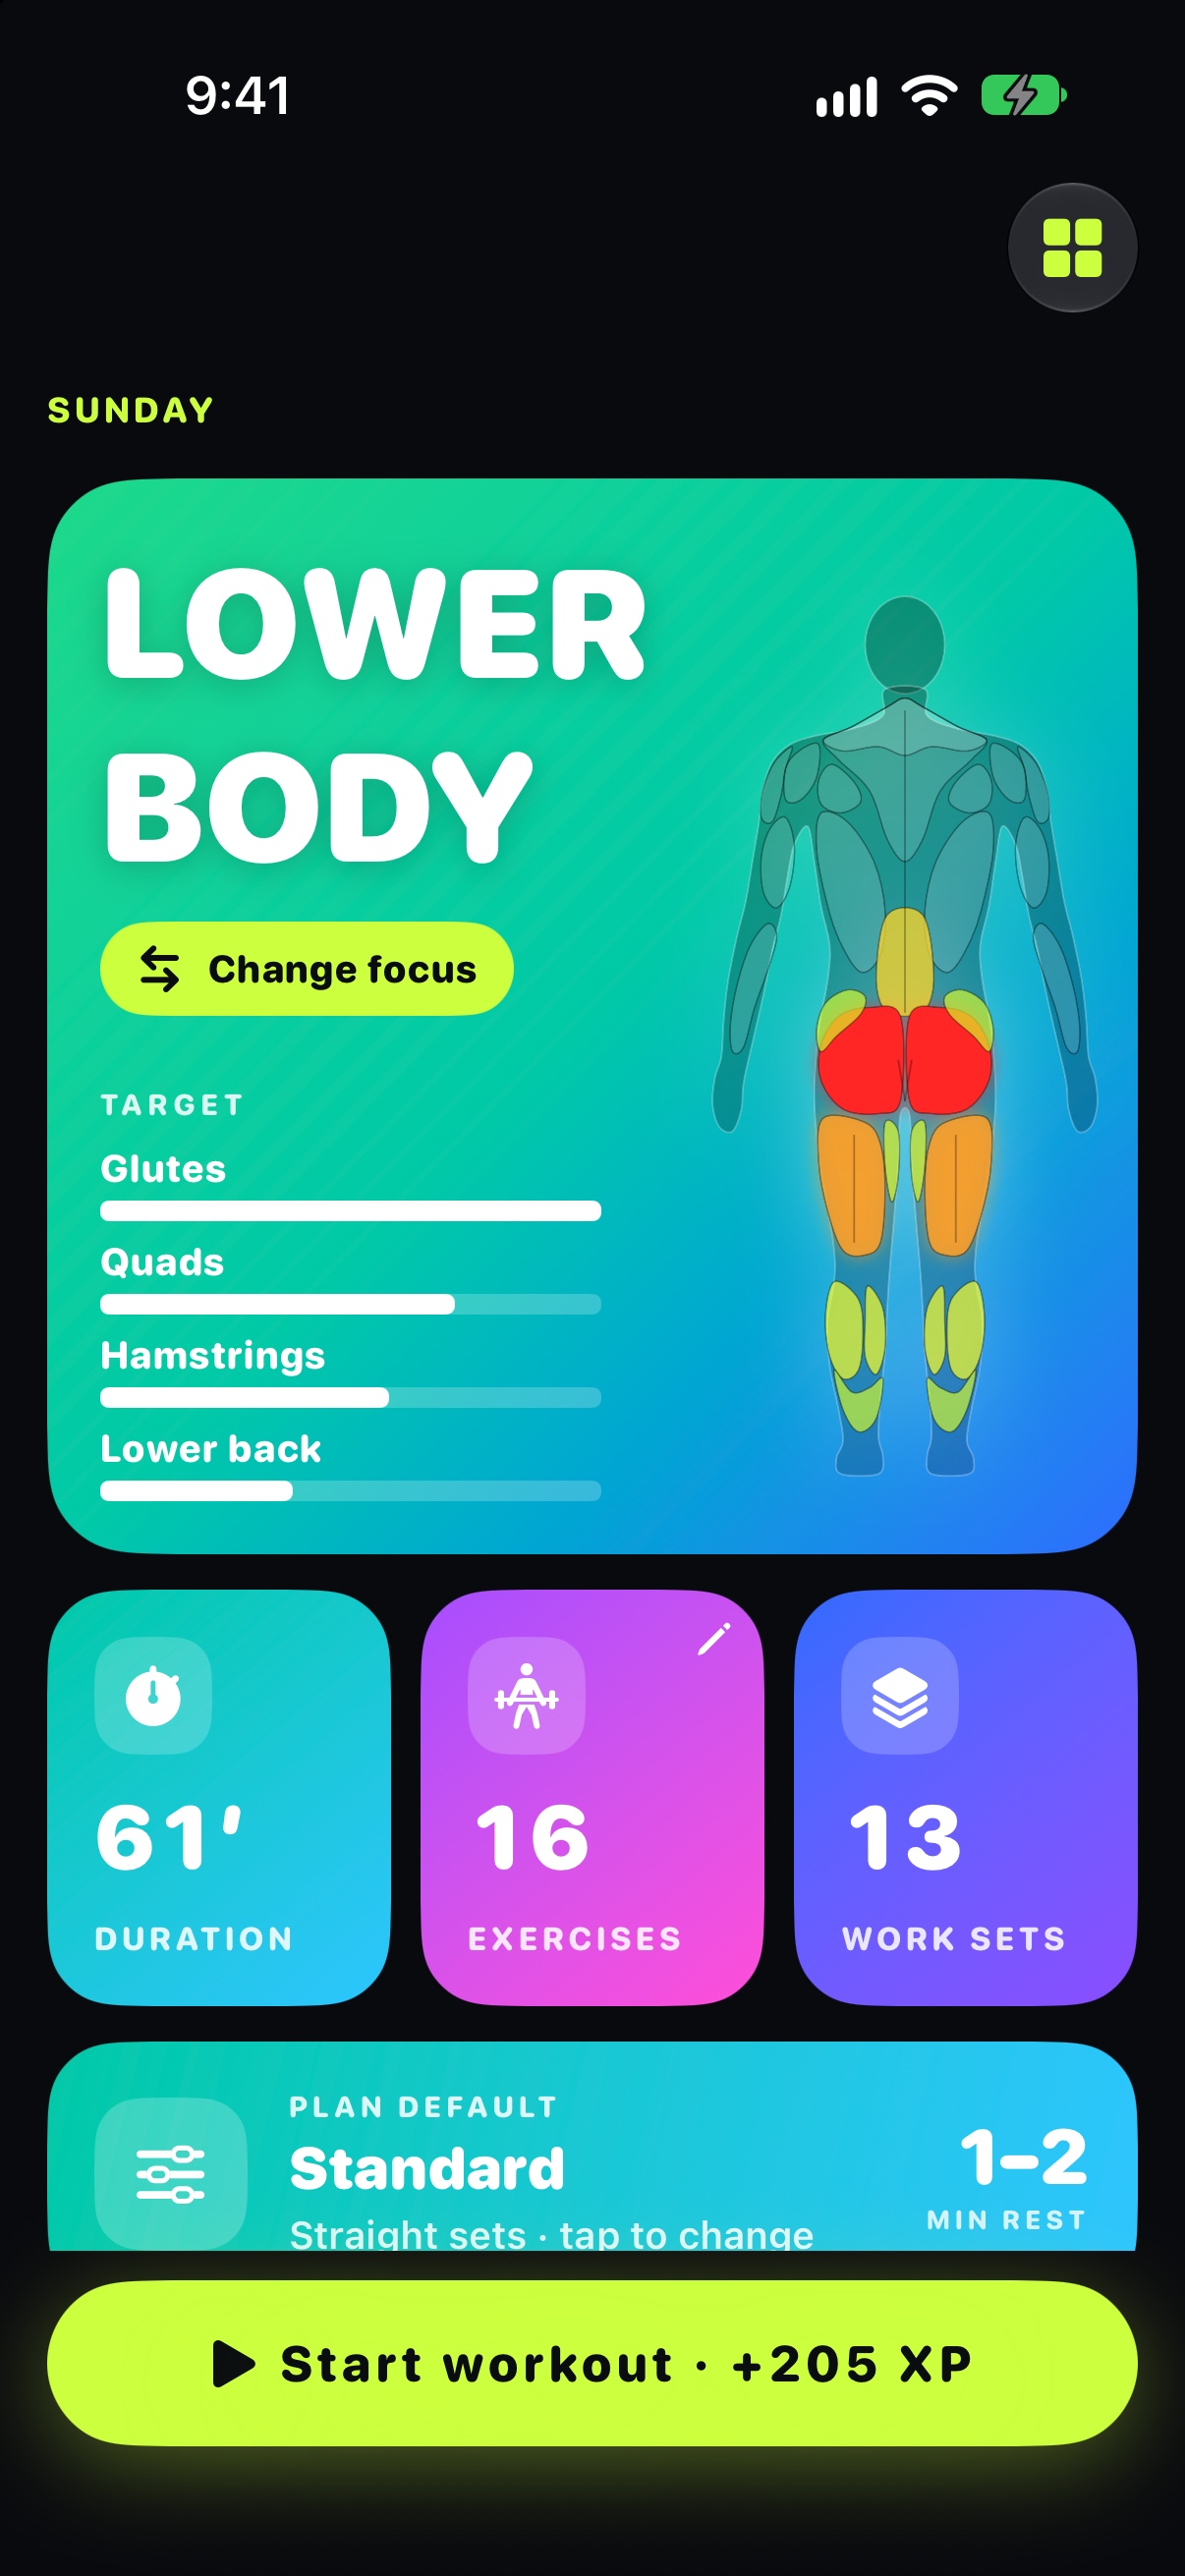 9:41
SUNDAY
LOWER
BODY
Change focus
TARGET
Glutes
Quads
Hamstrings
Lower back
61′
DURATION
16
EXERCISES
13
WORK SETS
PLAN DEFAULT
Standard
Straight sets · tap to change
1–2
MIN REST
Start workout · +205 XP